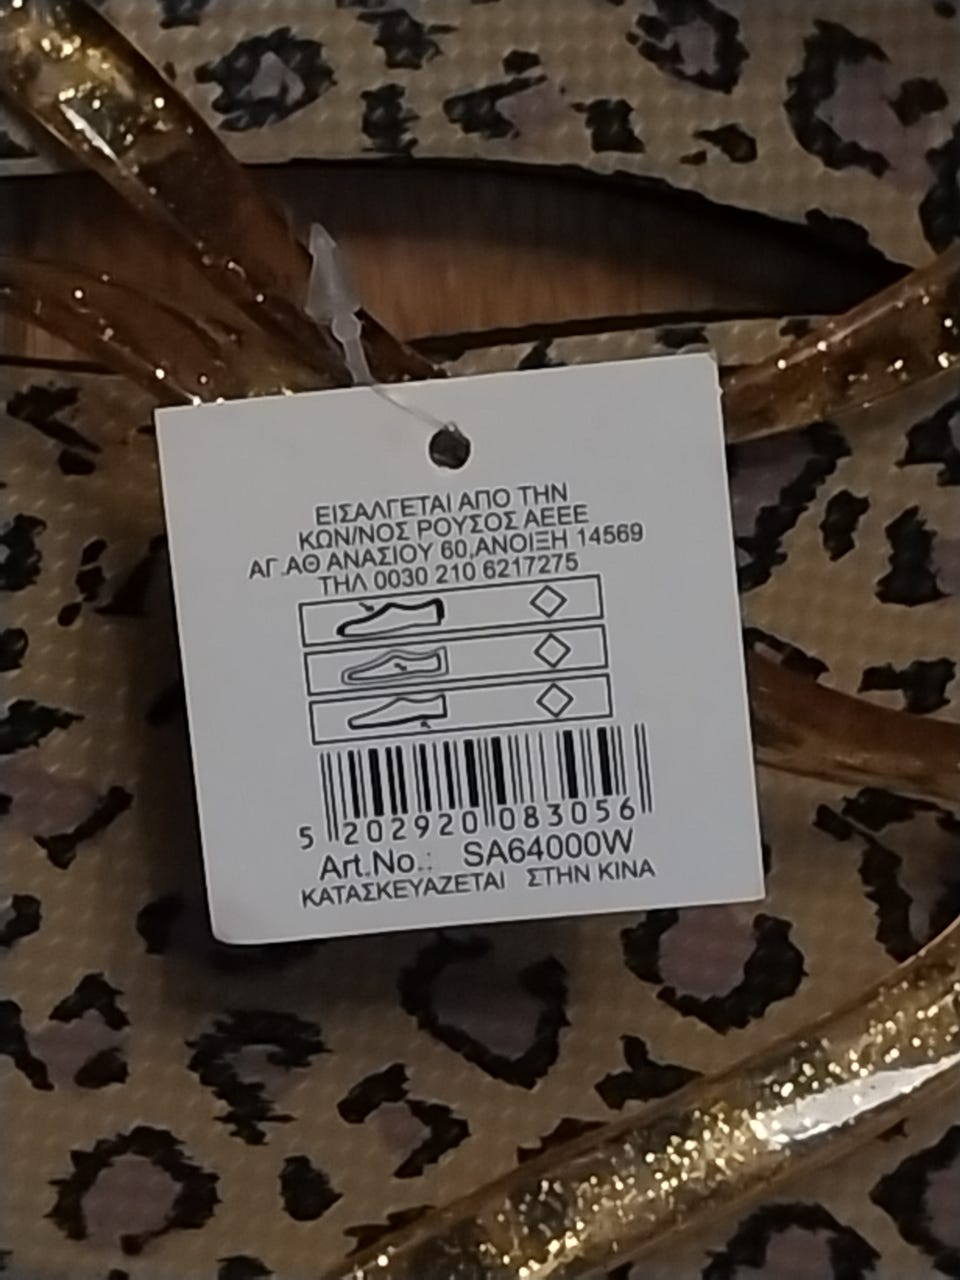 ΕΙΣΑΛΓΕΤΑΙ ΑΠΟ ΤΗΝ
ΚΩΝ/ΝΟΣ ΡΟΥΣΟΣ ΑΕΕΕ
ΑΓ.ΑΘ ΑΝΑΣΙΟΥ 60,ΑΝΟΙΞΗ 14569
ΤΗΛ 0030 210 6217275
5 202920 083056
Art.No.: SA64000W
ΚΑΤΑΣΚΕΥΑΖΕΤΑΙ ΣΤΗΝ ΚΙΝΑ